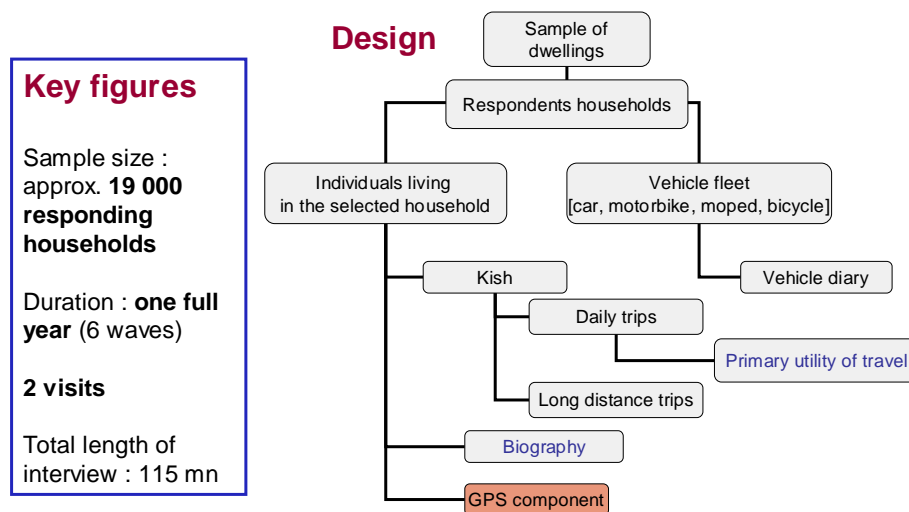 Design
Key figures
Sample size :
approx. 19 000
responding
households
Duration : one full
year (6 waves)
2 visits
Total length of
interview : 115 mn
Sample of
dwellings
Respondents households
Individuals living
in the selected household
Vehicle fleet
[car, motorbike, moped, bicycle]
Kish
Vehicle diary
Daily trips
Primary utility of travel
Long distance trips
Biography
GPS component